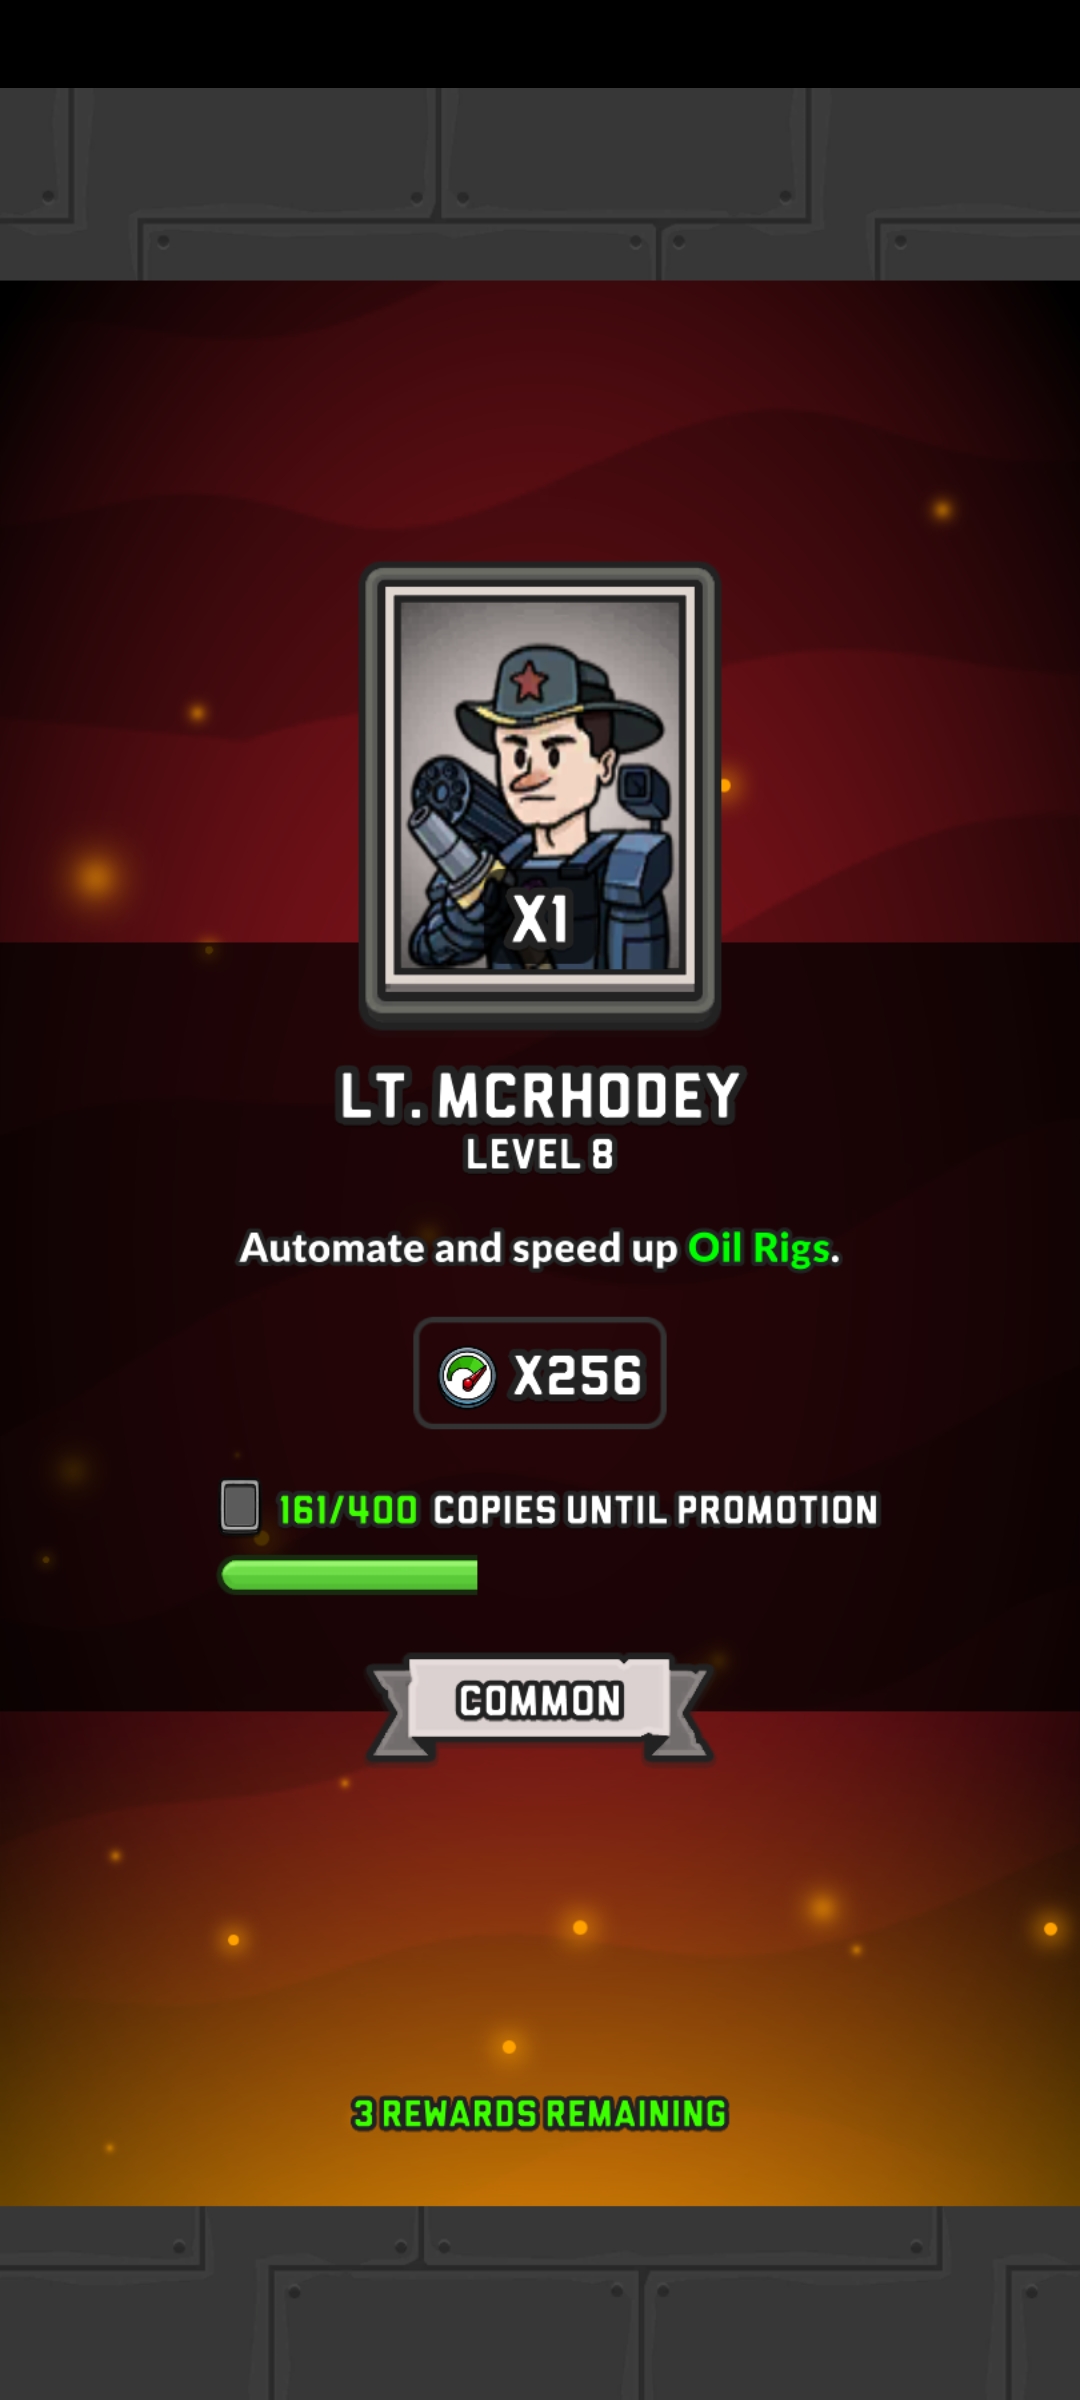 X1
LT. MCRHODEY
LEVEL 8
Automate and speed up Oil Rigs.
X256
161/400 COPIES UNTIL PROMOTION
COMMON
3 REWARDS REMAINING